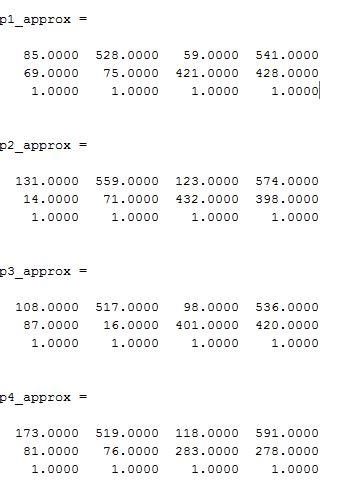 p1_approx =
85.0000 528.0000 59.0000 541.0000
69.0000 75.0000 421.0000 428.0000
1.0000 1.0000 1.0000 1.0000
p2_approx =
131.0000 559.0000 123.0000 574.0000
14.0000 71.0000 432.0000 398.0000
1.0000 1.0000 1.0000 1.0000
p3_approx =
108.0000 517.0000 98.0000 536.0000
87.0000 16.0000 401.0000 420.0000
1.0000 1.0000 1.0000 1.0000
p4_approx =
173.0000 519.0000 118.0000 591.0000
81.0000 76.0000 283.0000 278.0000
1.0000 1.0000 1.0000 1.0000